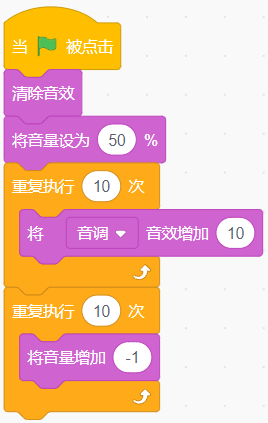 当 被点击
清除音效
将音量设为 50 %
重复执行 10 次
将 音调 音效增加 10
重复执行 10 次
将音量增加 -1